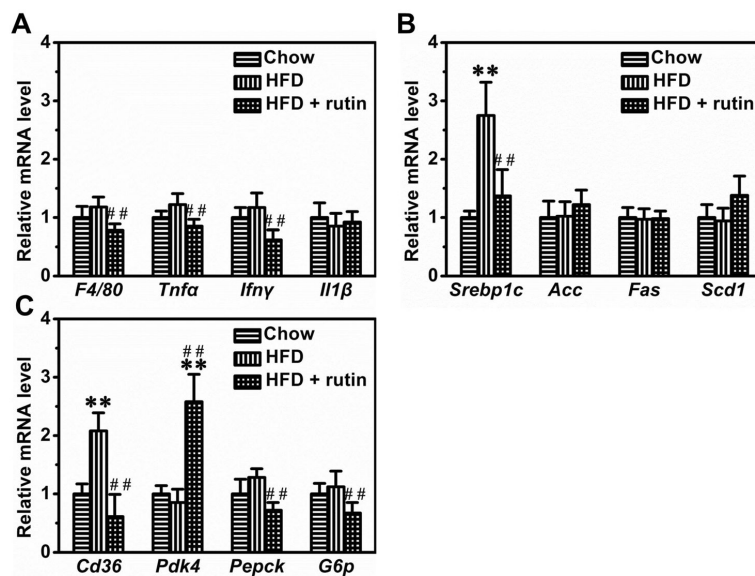 A
Relative mRNA level
4
3
2
1
0
Chow
HFD
HFD + rutin
##
##
##
F4/80 Tnfα Ifnγ Il1β
B
Relative mRNA level
4
3
2
1
0
Chow
HFD
HFD + rutin
**
##
Srebp1c Acc Fas Scd1
C
Relative mRNA level
4
3
2
1
0
Chow
HFD
HFD + rutin
##
**
**
##
##
##
Cd36 Pdk4 Pepck G6p